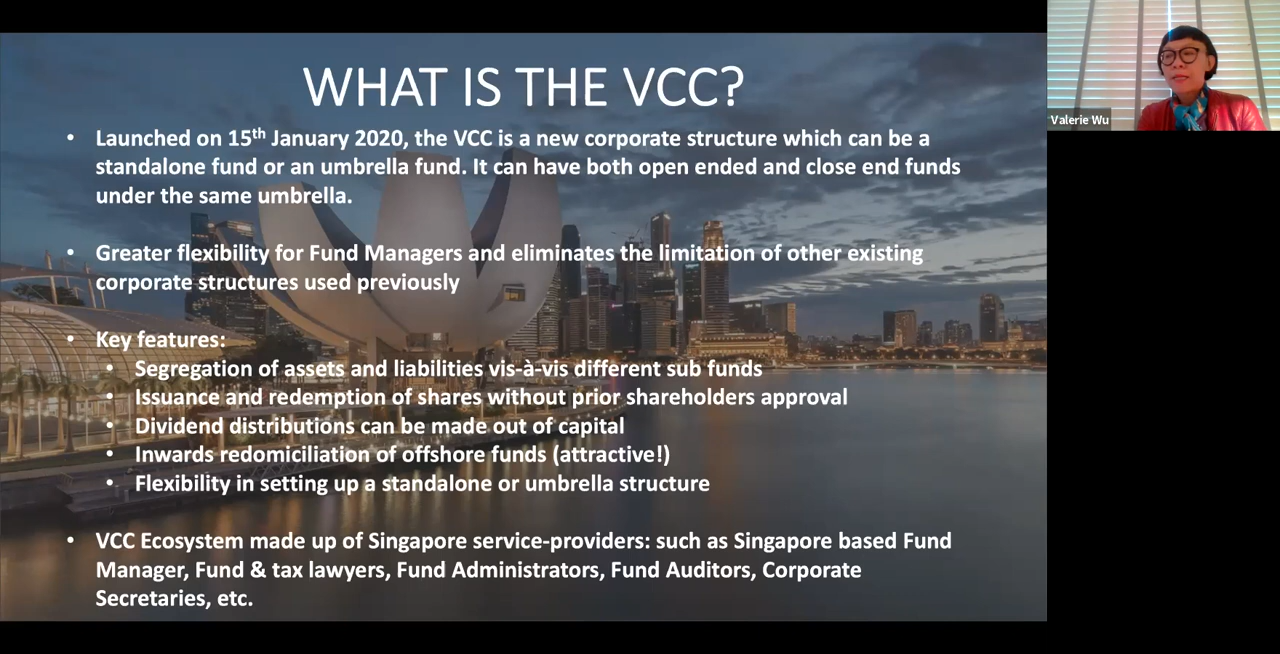 WHAT IS THE VCC?
• Launched on 15th January 2020, the VCC is a new corporate structure which can be a
standalone fund or an umbrella fund. It can have both open ended and close end funds
under the same umbrella.
• Greater flexibility for Fund Managers and eliminates the limitation of other existing
corporate structures used previously
• Key features:
• Segregation of assets and liabilities vis-à-vis different sub funds
• Issuance and redemption of shares without prior shareholders approval
• Dividend distributions can be made out of capital
• Inwards redomiciliation of offshore funds (attractive!)
• Flexibility in setting up a standalone or umbrella structure
• VCC Ecosystem made up of Singapore service-providers: such as Singapore based Fund
Manager, Fund & tax lawyers, Fund Administrators, Fund Auditors, Corporate
Secretaries, etc.
Valerie Wu